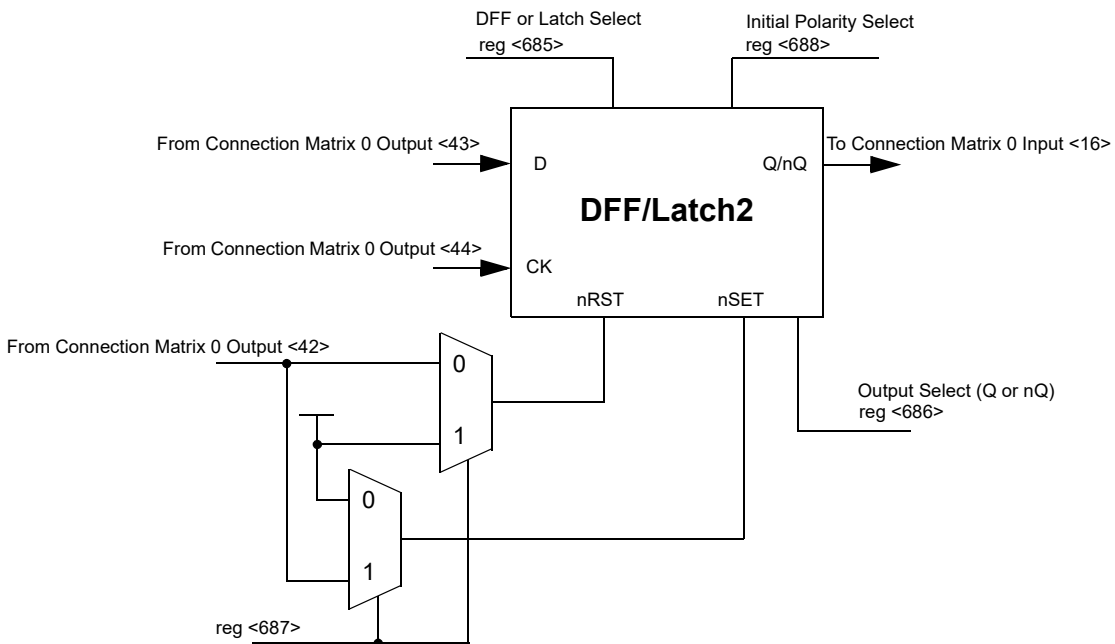 DFF or Latch Select
reg <685>
Initial Polarity Select
reg <688>
From Connection Matrix 0 Output <43>
D
Q/nQ
To Connection Matrix 0 Input <16>
DFF/Latch2
From Connection Matrix 0 Output <44>
CK
nRST
nSET
From Connection Matrix 0 Output <42>
0
1
Output Select (Q or nQ)
reg <686>
0
1
reg <687>